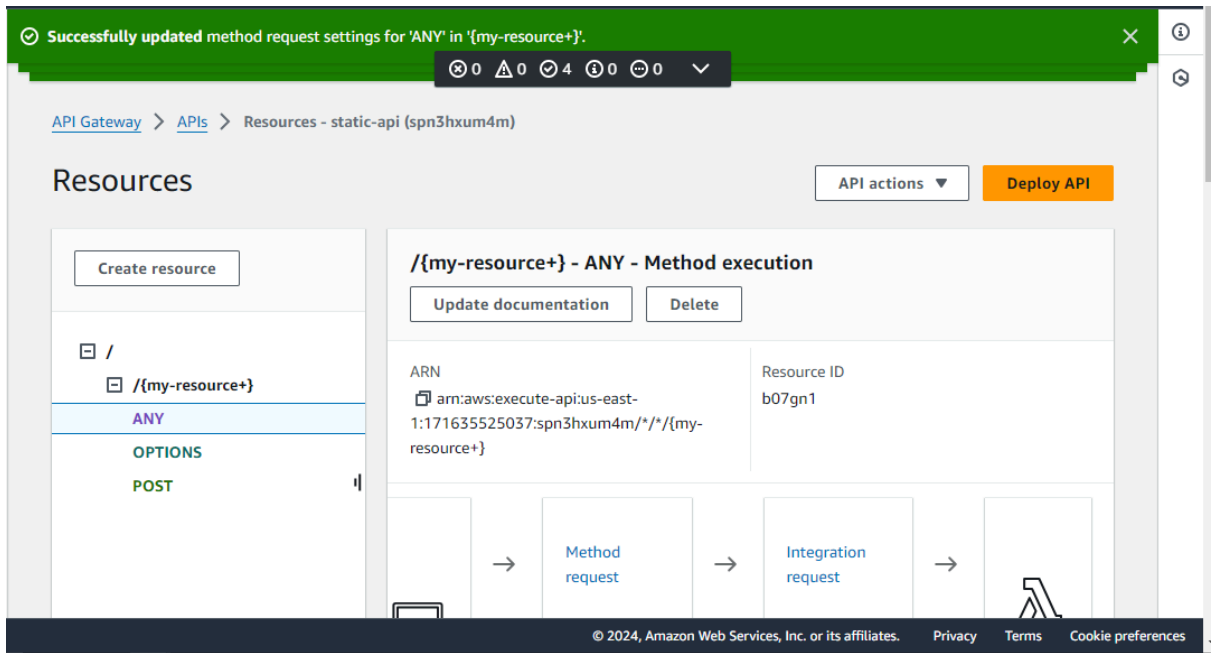 Successfully updated method request settings for 'ANY' in '{my-resource+}'.
0 0 4 0 0
API Gateway > APIs > Resources - static-api (spn3hxum4m)
Resources
API actions
Deploy API
Create resource
/
/{my-resource+}
ANY
OPTIONS
POST
/{my-resource+} - ANY - Method execution
Update documentation
Delete
ARN
arn:aws:execute-api:us-east-
1:171635525037:spn3hxum4m/*/*/{my-
resource+}
Resource ID
b07gn1
Method
request
Integration
request
© 2024, Amazon Web Services, Inc. or its affiliates. Privacy Terms Cookie preferences